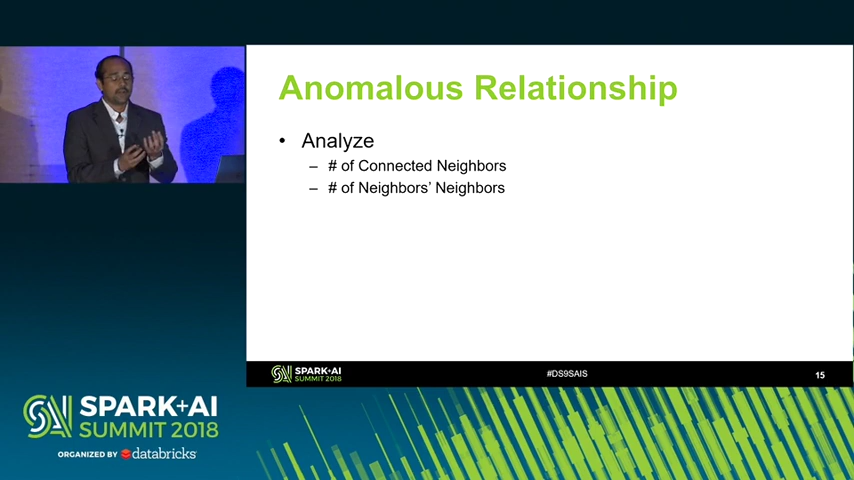 Anomalous Relationship
• Analyze
– # of Connected Neighbors
– # of Neighbors’ Neighbors
SPARK+AI
SUMMIT 2018
#DS9SAIS
15
SPARK+AI
SUMMIT 2018
ORGANIZED BY databricks